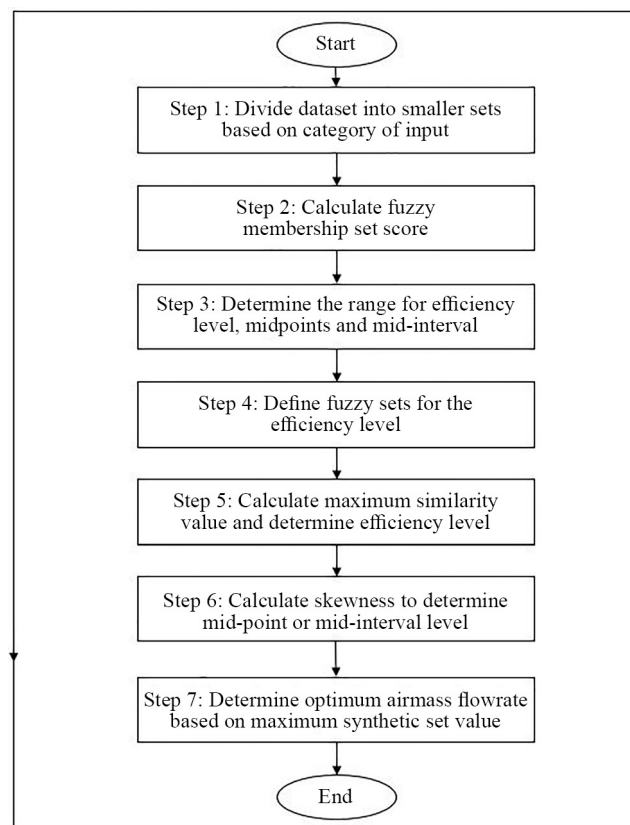 Start
Step 1: Divide dataset into smaller sets
based on category of input
Step 2: Calculate fuzzy
membership set score
Step 3: Determine the range for efficiency
level, midpoints and mid-interval
Step 4: Define fuzzy sets for the
efficiency level
Step 5: Calculate maximum similarity
value and determine efficiency level
Step 6: Calculate skewness to determine
mid-point or mid-interval level
Step 7: Determine optimum airmass flowrate
based on maximum synthetic set value
End